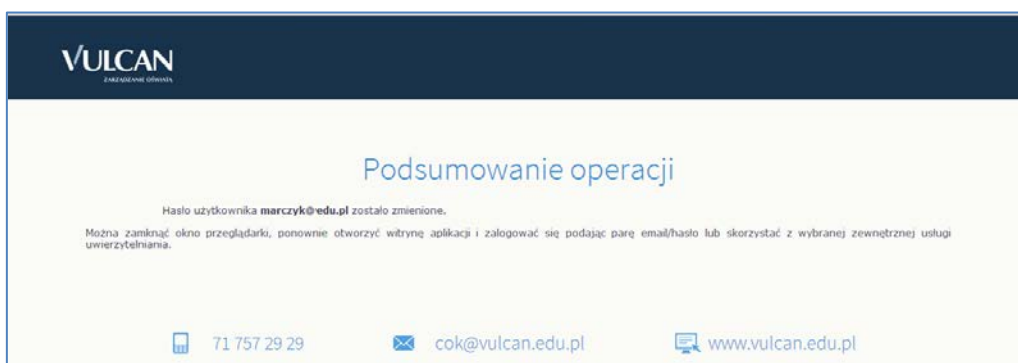 VULCAN
ZARZĄDZANIE OŚWIATĄ
Podsumowanie operacji
Hasło użytkownika marczyk@edu.pl zostało zmienione.
Można zamknąć okno przeglądarki, ponownie otworzyć witrynę aplikacji i zalogować się podając parę email/hasło lub skorzystać z wybranej zewnętrznej usługi
uwierzytelniania.
71 757 29 29 cok@vulcan.edu.pl www.vulcan.edu.pl